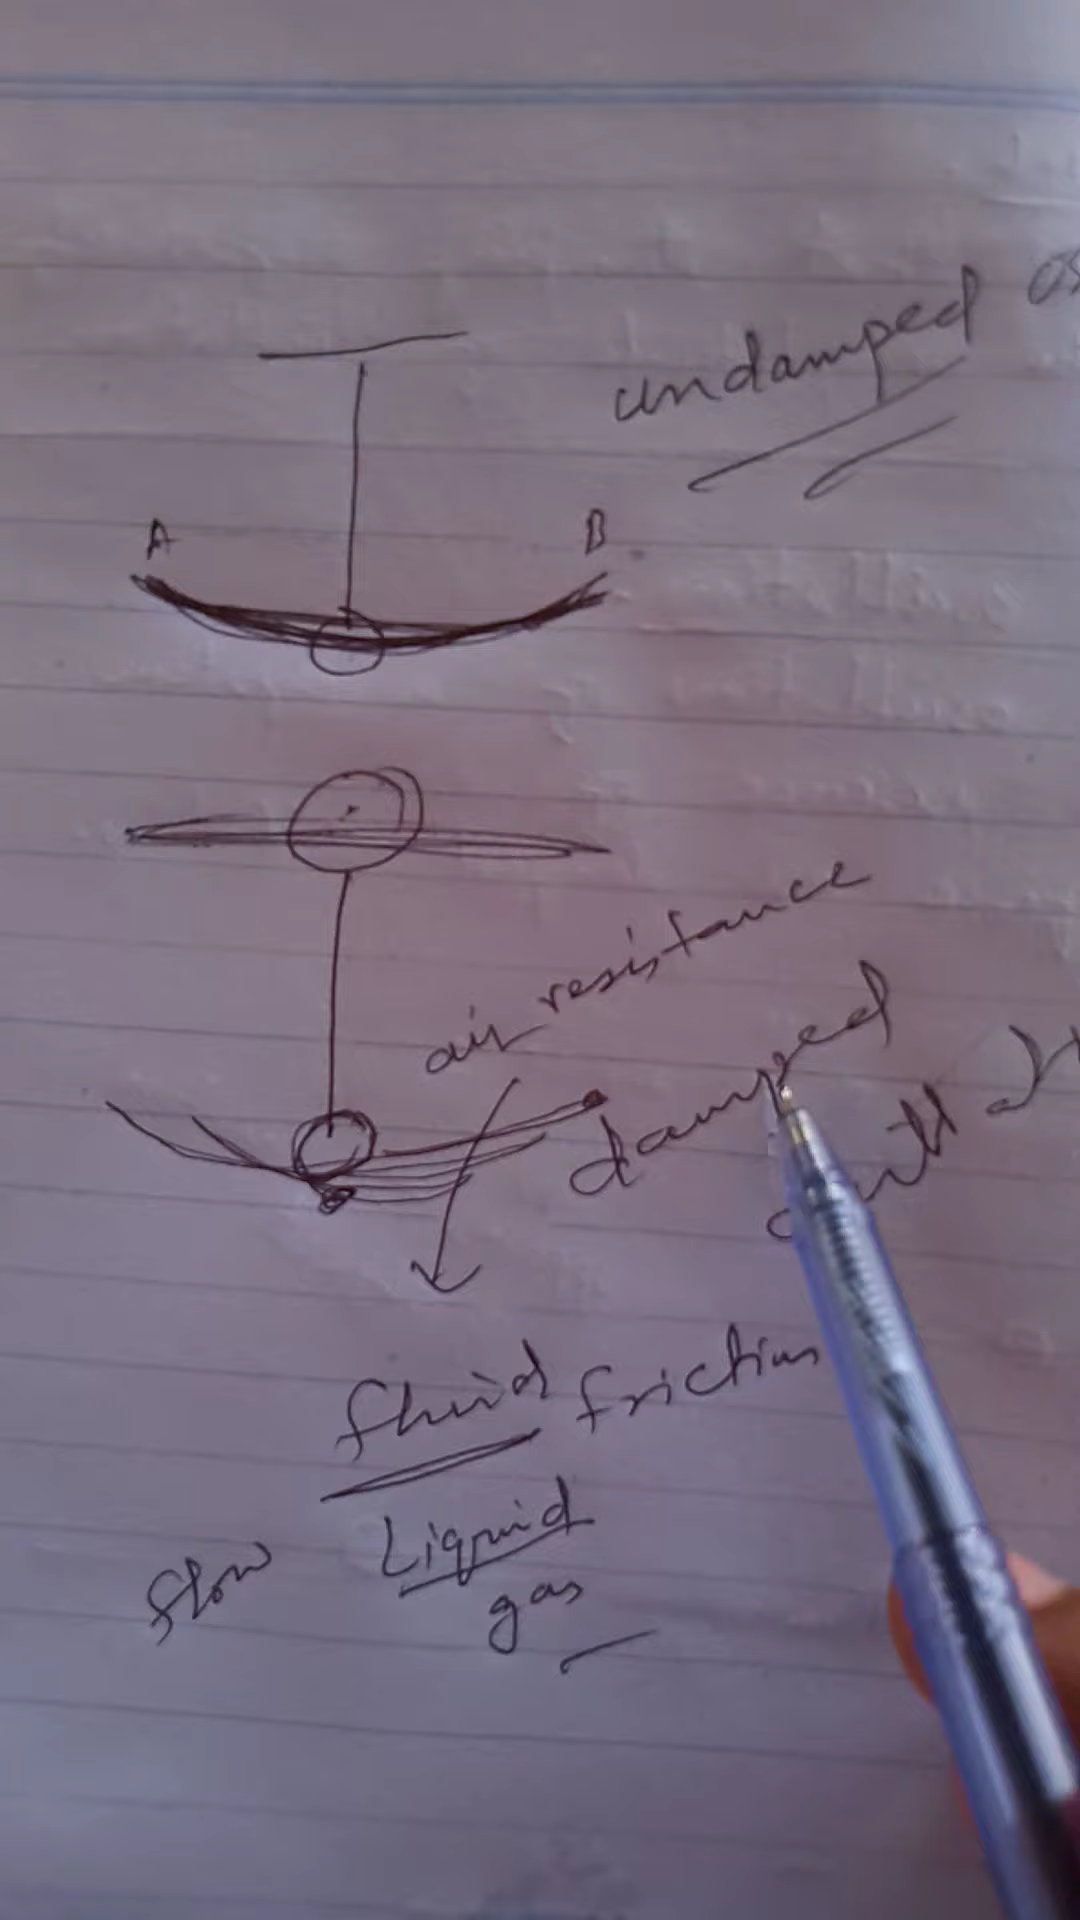 undamped
A
B
air resistance
damped
fluid friction
Liquid
flow
gas